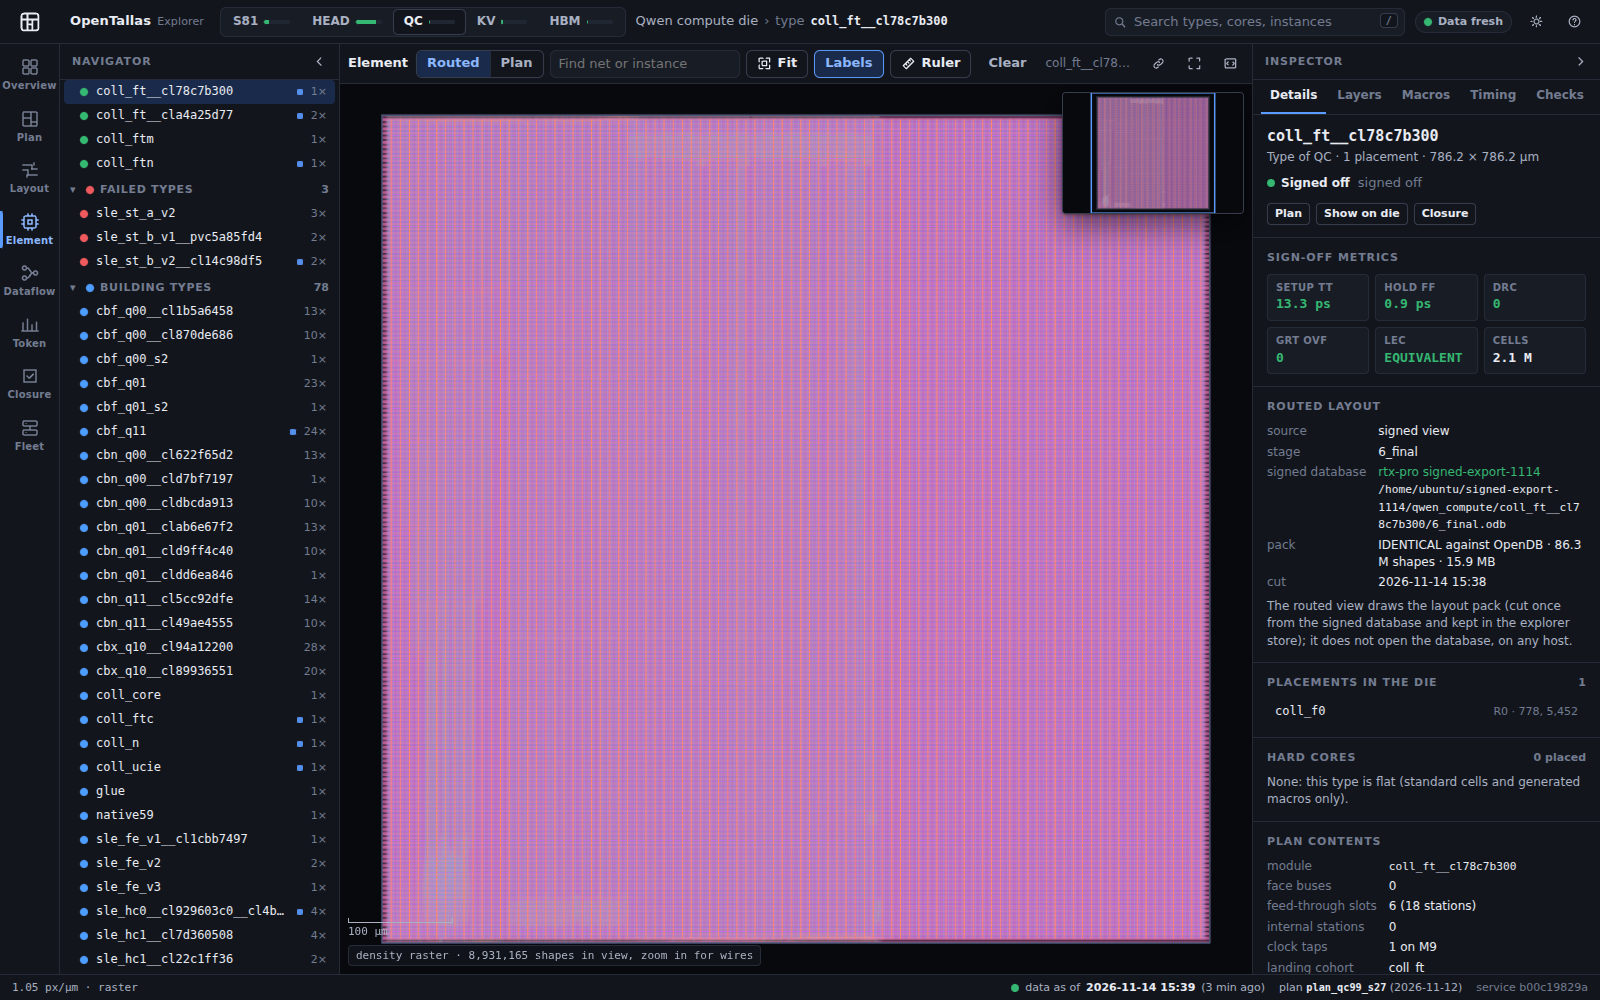 OpenTallas Explorer
S81
HEAD
QC
KV
HBM
Qwen compute die › type coll_ft__cl78c7b300
Search types, cores, instances
/
Data fresh
Overview
Plan
Layout
Element
Dataflow
Token
Closure
Fleet
NAVIGATOR
coll_ft__cl78c7b300 1×
coll_ft__cla4a25d77 2×
coll_ftm 1×
coll_ftn 1×
FAILED TYPES 3
sle_st_a_v2 3×
sle_st_b_v1__pvc5a85fd4 2×
sle_st_b_v2__cl14c98df5 2×
BUILDING TYPES 78
cbf_q00__cl1b5a6458 13×
cbf_q00__cl870de686 10×
cbf_q00_s2 1×
cbf_q01 23×
cbf_q01_s2 1×
cbf_q11 24×
cbn_q00__cl622f65d2 13×
cbn_q00__cld7bf7197 1×
cbn_q00__cldbcda913 10×
cbn_q01__clab6e67f2 13×
cbn_q01__cld9ff4c40 10×
cbn_q01__cldd6ea846 1×
cbn_q11__cl5cc92dfe 14×
cbn_q11__cl49ae4555 10×
cbx_q10__cl94a12200 28×
cbx_q10__cl89936551 20×
coll_core 1×
coll_ftc 1×
coll_n 1×
coll_ucie 1×
glue 1×
native59 1×
sle_fe_v1__cl1cbb7497 1×
sle_fe_v2 2×
sle_fe_v3 1×
sle_hc0__cl929603c0__cl4b… 4×
sle_hc1__cl7d360508 4×
sle_hc1__cl22c1ff36 2×
Element
Routed
Plan
Find net or instance
Fit
Labels
Ruler
Clear
coll_ft__cl78…
100 µm
density raster · 8,931,165 shapes in view, zoom in for wires
INSPECTOR
Details
Layers
Macros
Timing
Checks
coll_ft__cl78c7b300
Type of QC · 1 placement · 786.2 × 786.2 µm
Signed off signed off
Plan
Show on die
Closure
SIGN-OFF METRICS
SETUP TT
13.3 ps
HOLD FF
0.9 ps
DRC
0
GRT OVF
0
LEC
EQUIVALENT
CELLS
2.1 M
ROUTED LAYOUT
source signed view
stage 6_final
signed database rtx-pro signed-export-1114
/home/ubuntu/signed-export-
1114/qwen_compute/coll_ft__cl7
8c7b300/6_final.odb
pack IDENTICAL against OpenDB · 86.3
M shapes · 15.9 MB
cut 2026-11-14 15:38
The routed view draws the layout pack (cut once
from the signed database and kept in the explorer
store); it does not open the database, on any host.
PLACEMENTS IN THE DIE 1
coll_f0 R0 · 778, 5,452
HARD CORES 0 placed
None: this type is flat (standard cells and generated
macros only).
PLAN CONTENTS
module coll_ft__cl78c7b300
face buses 0
feed-through slots 6 (18 stations)
internal stations 0
clock taps 1 on M9
landing cohort coll_ft
1.05 px/µm · raster
data as of 2026-11-14 15:39 (3 min ago)
plan plan_qc99_s27 (2026-11-12)
service b00c19829a